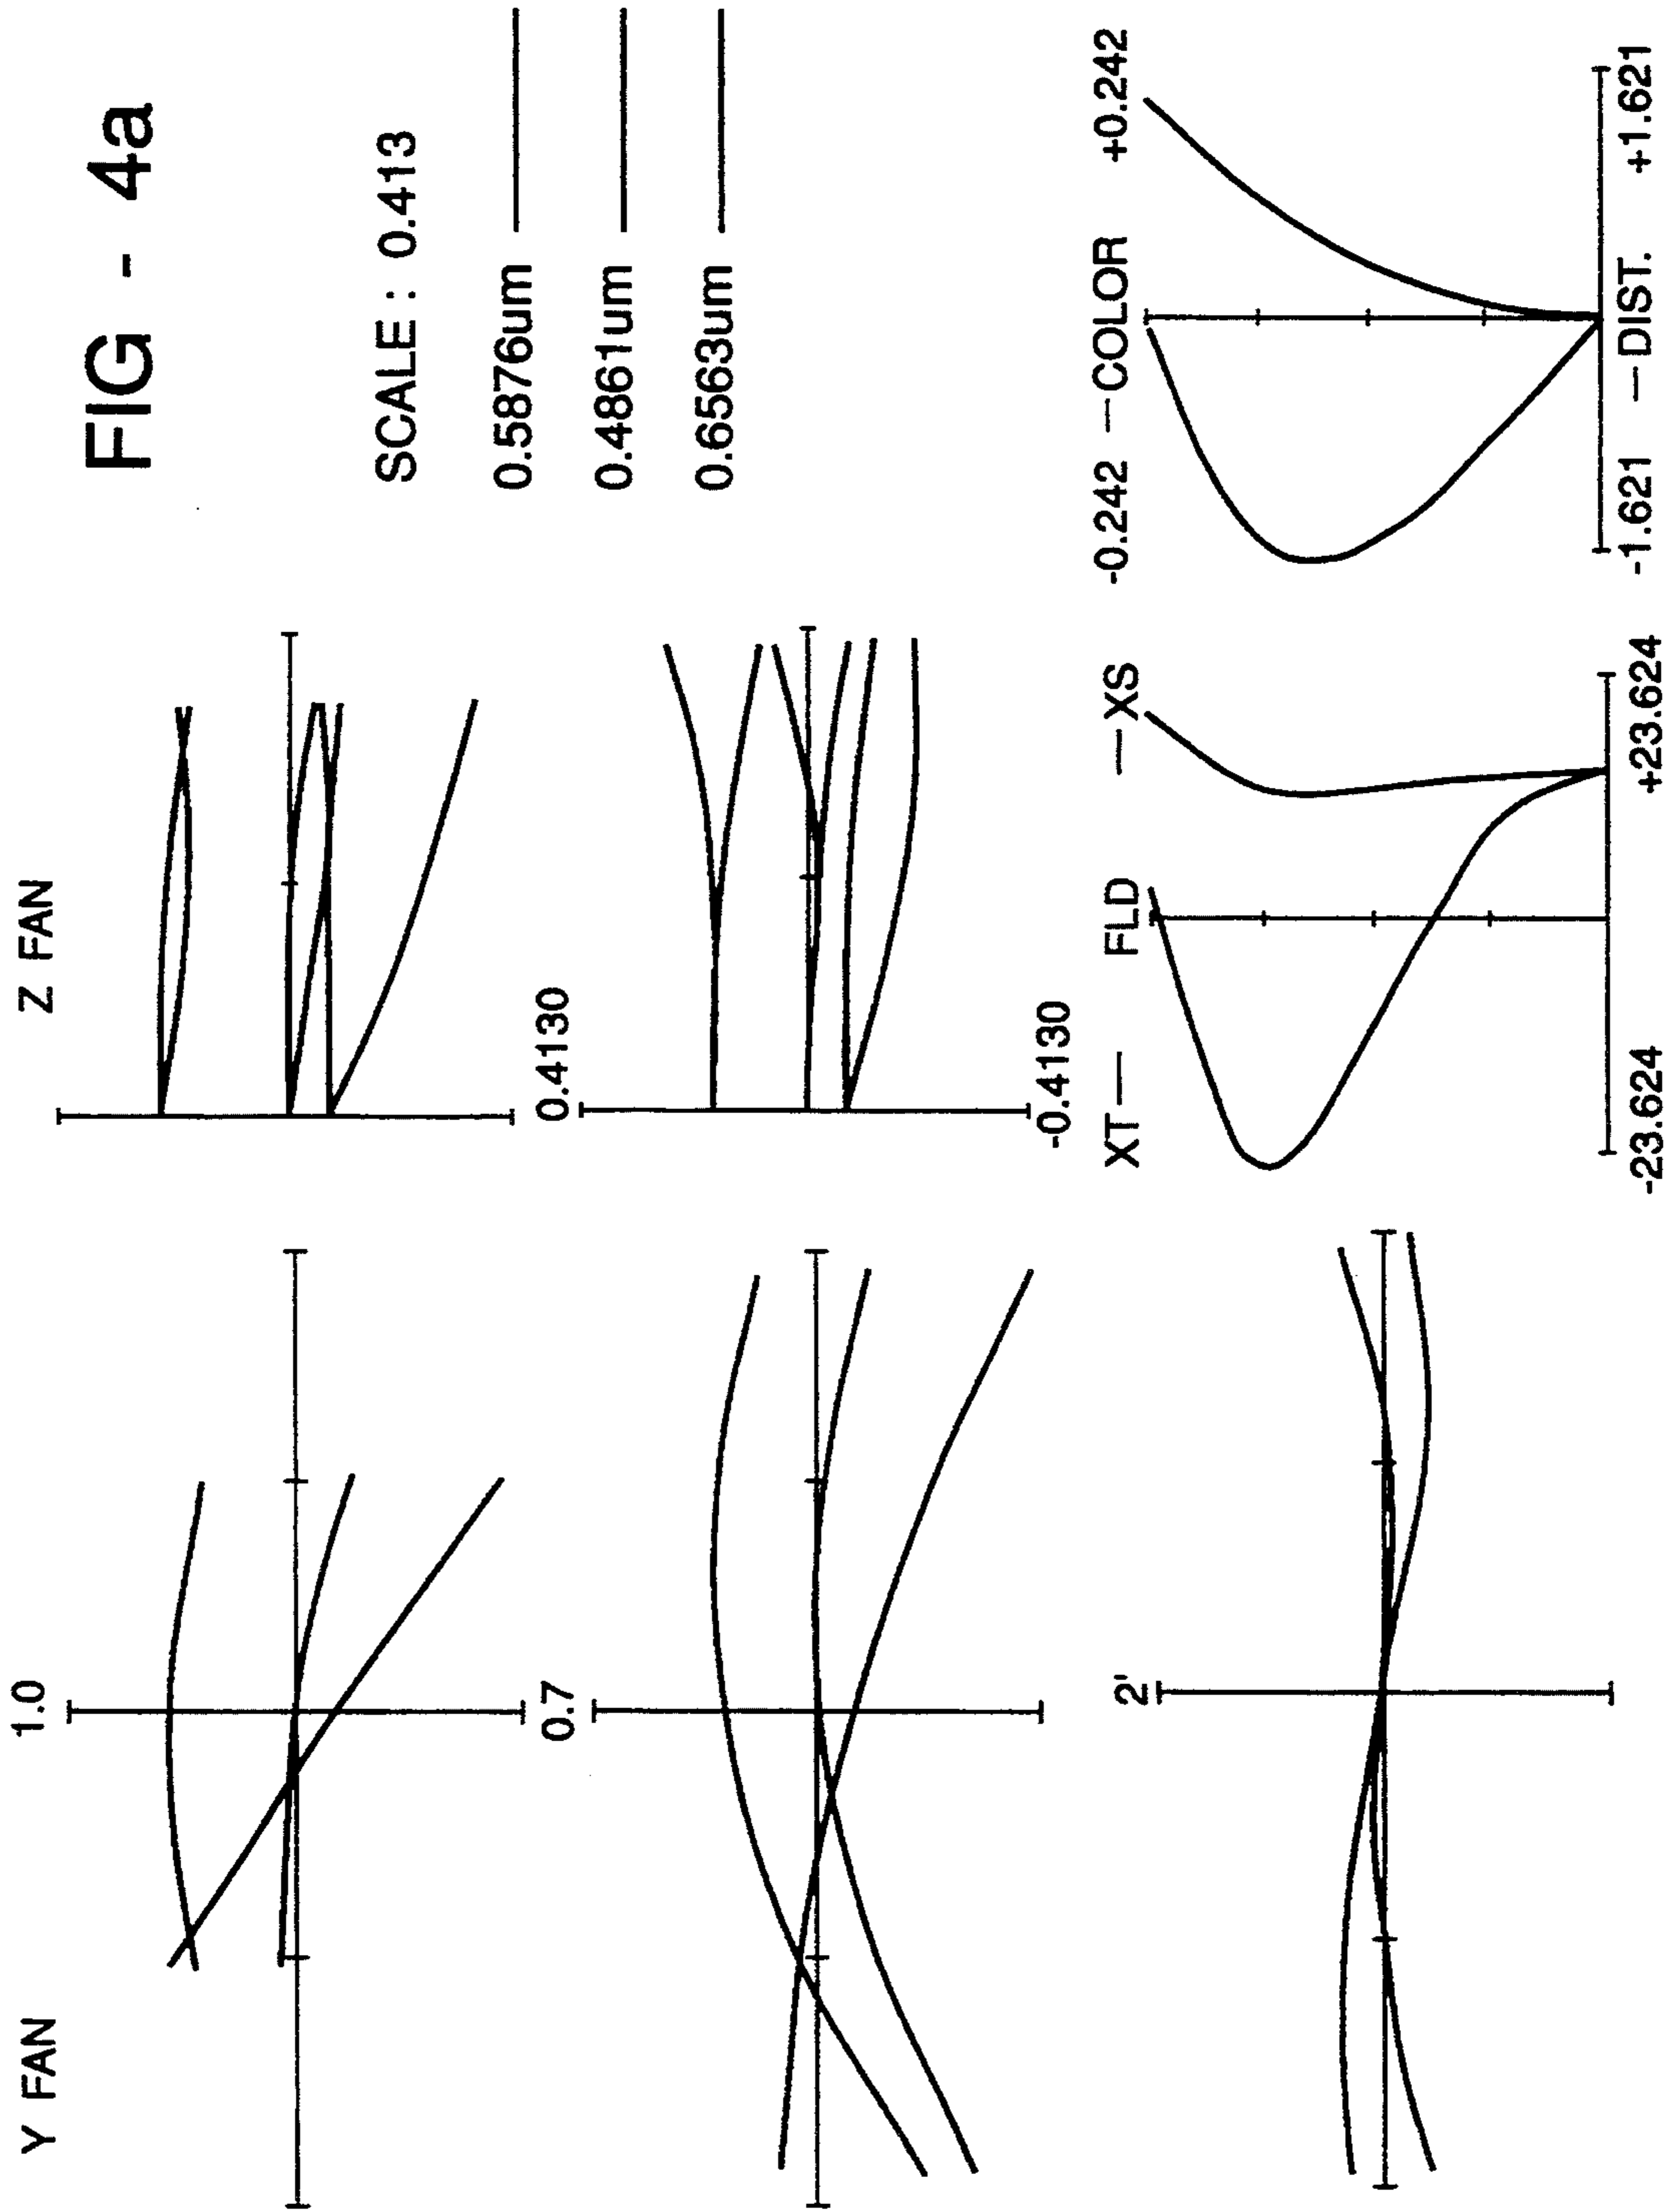 FIG - 4a
Y FAN
1.0
Z FAN
SCALE : 0.413
0.5876um
0.4861um
0.6563um
0.7
0.4130
-0.4130
2'
XT — FLD — XS
-23.624
+23.624
-0.242 — COLOR +0.242
-1.621 — DIST. +1.621